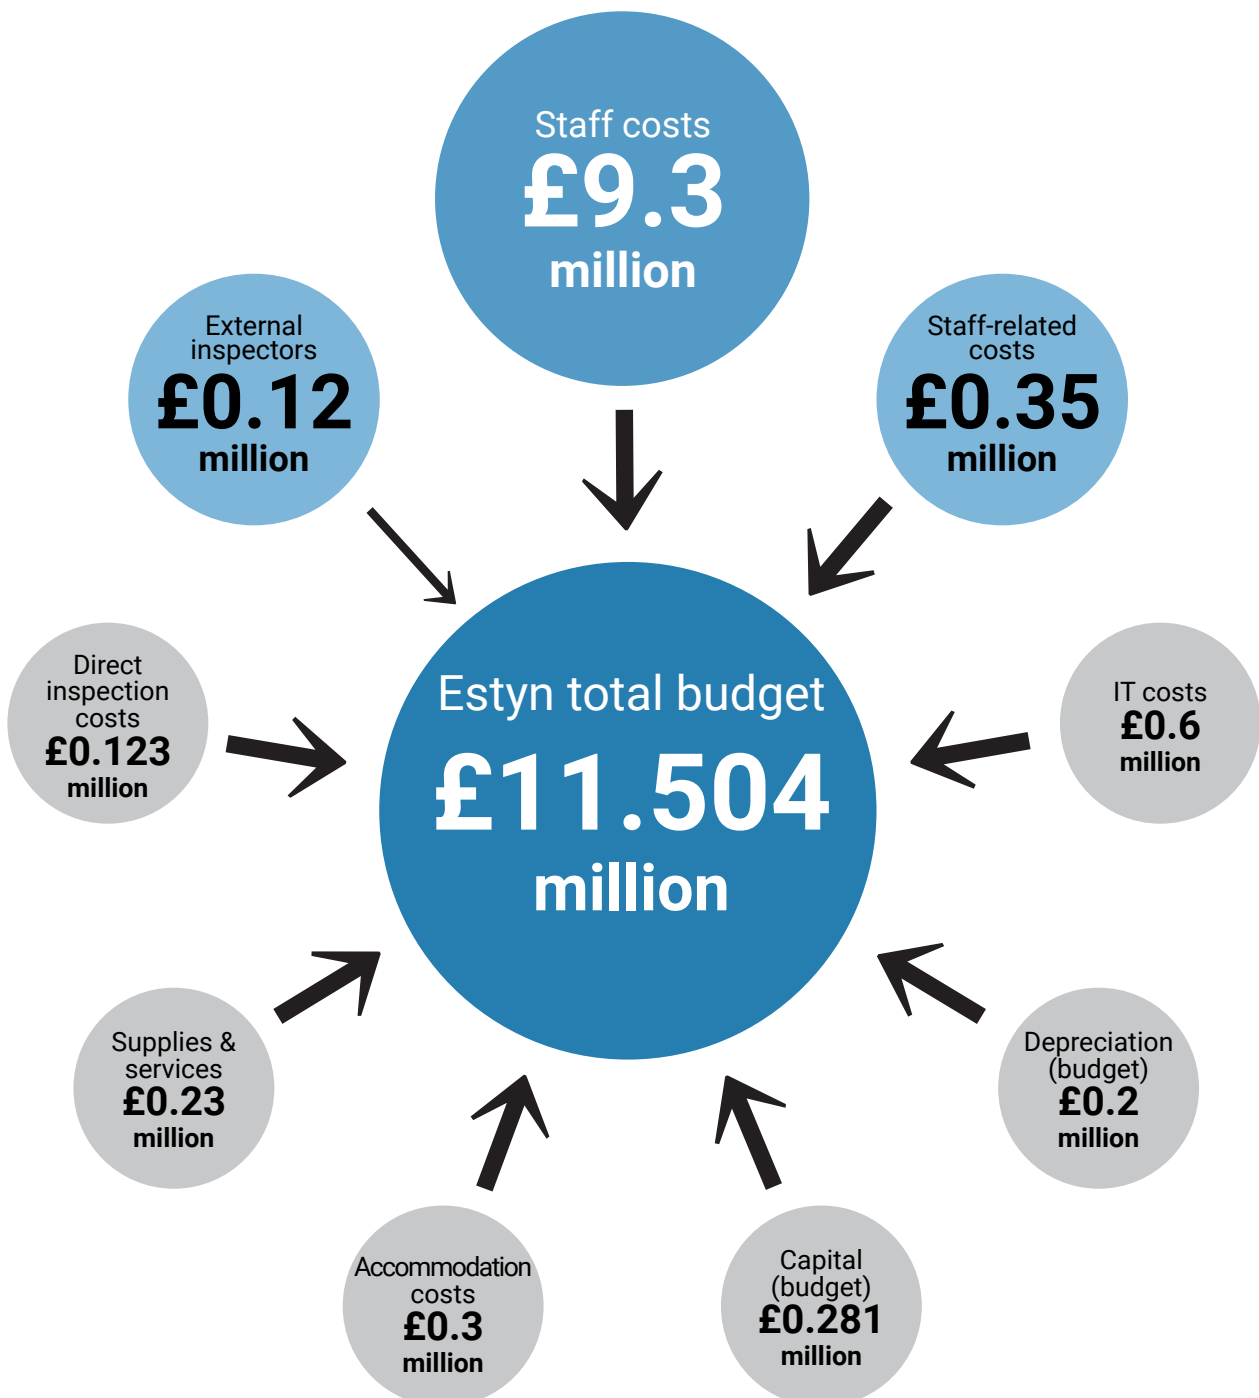 Staff costs
£9.3
million
External
inspectors
£0.12
million
Staff-related
costs
£0.35
million
Direct
inspection
costs
£0.123
million
Estyn total budget
£11.504
million
IT costs
£0.6
million
Supplies &
services
£0.23
million
Depreciation
(budget)
£0.2
million
Accommodation
costs
£0.3
million
Capital
(budget)
£0.281
million